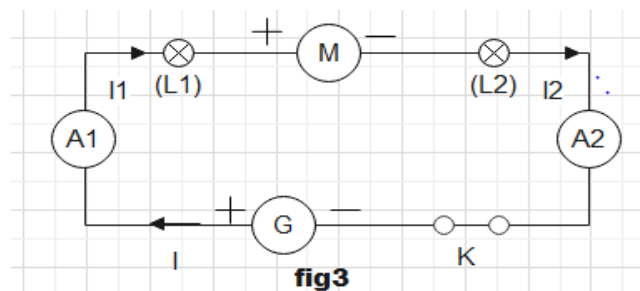 + M −
I1 (L1) (L2) I2
A1 A2
+ G −
I K
fig3